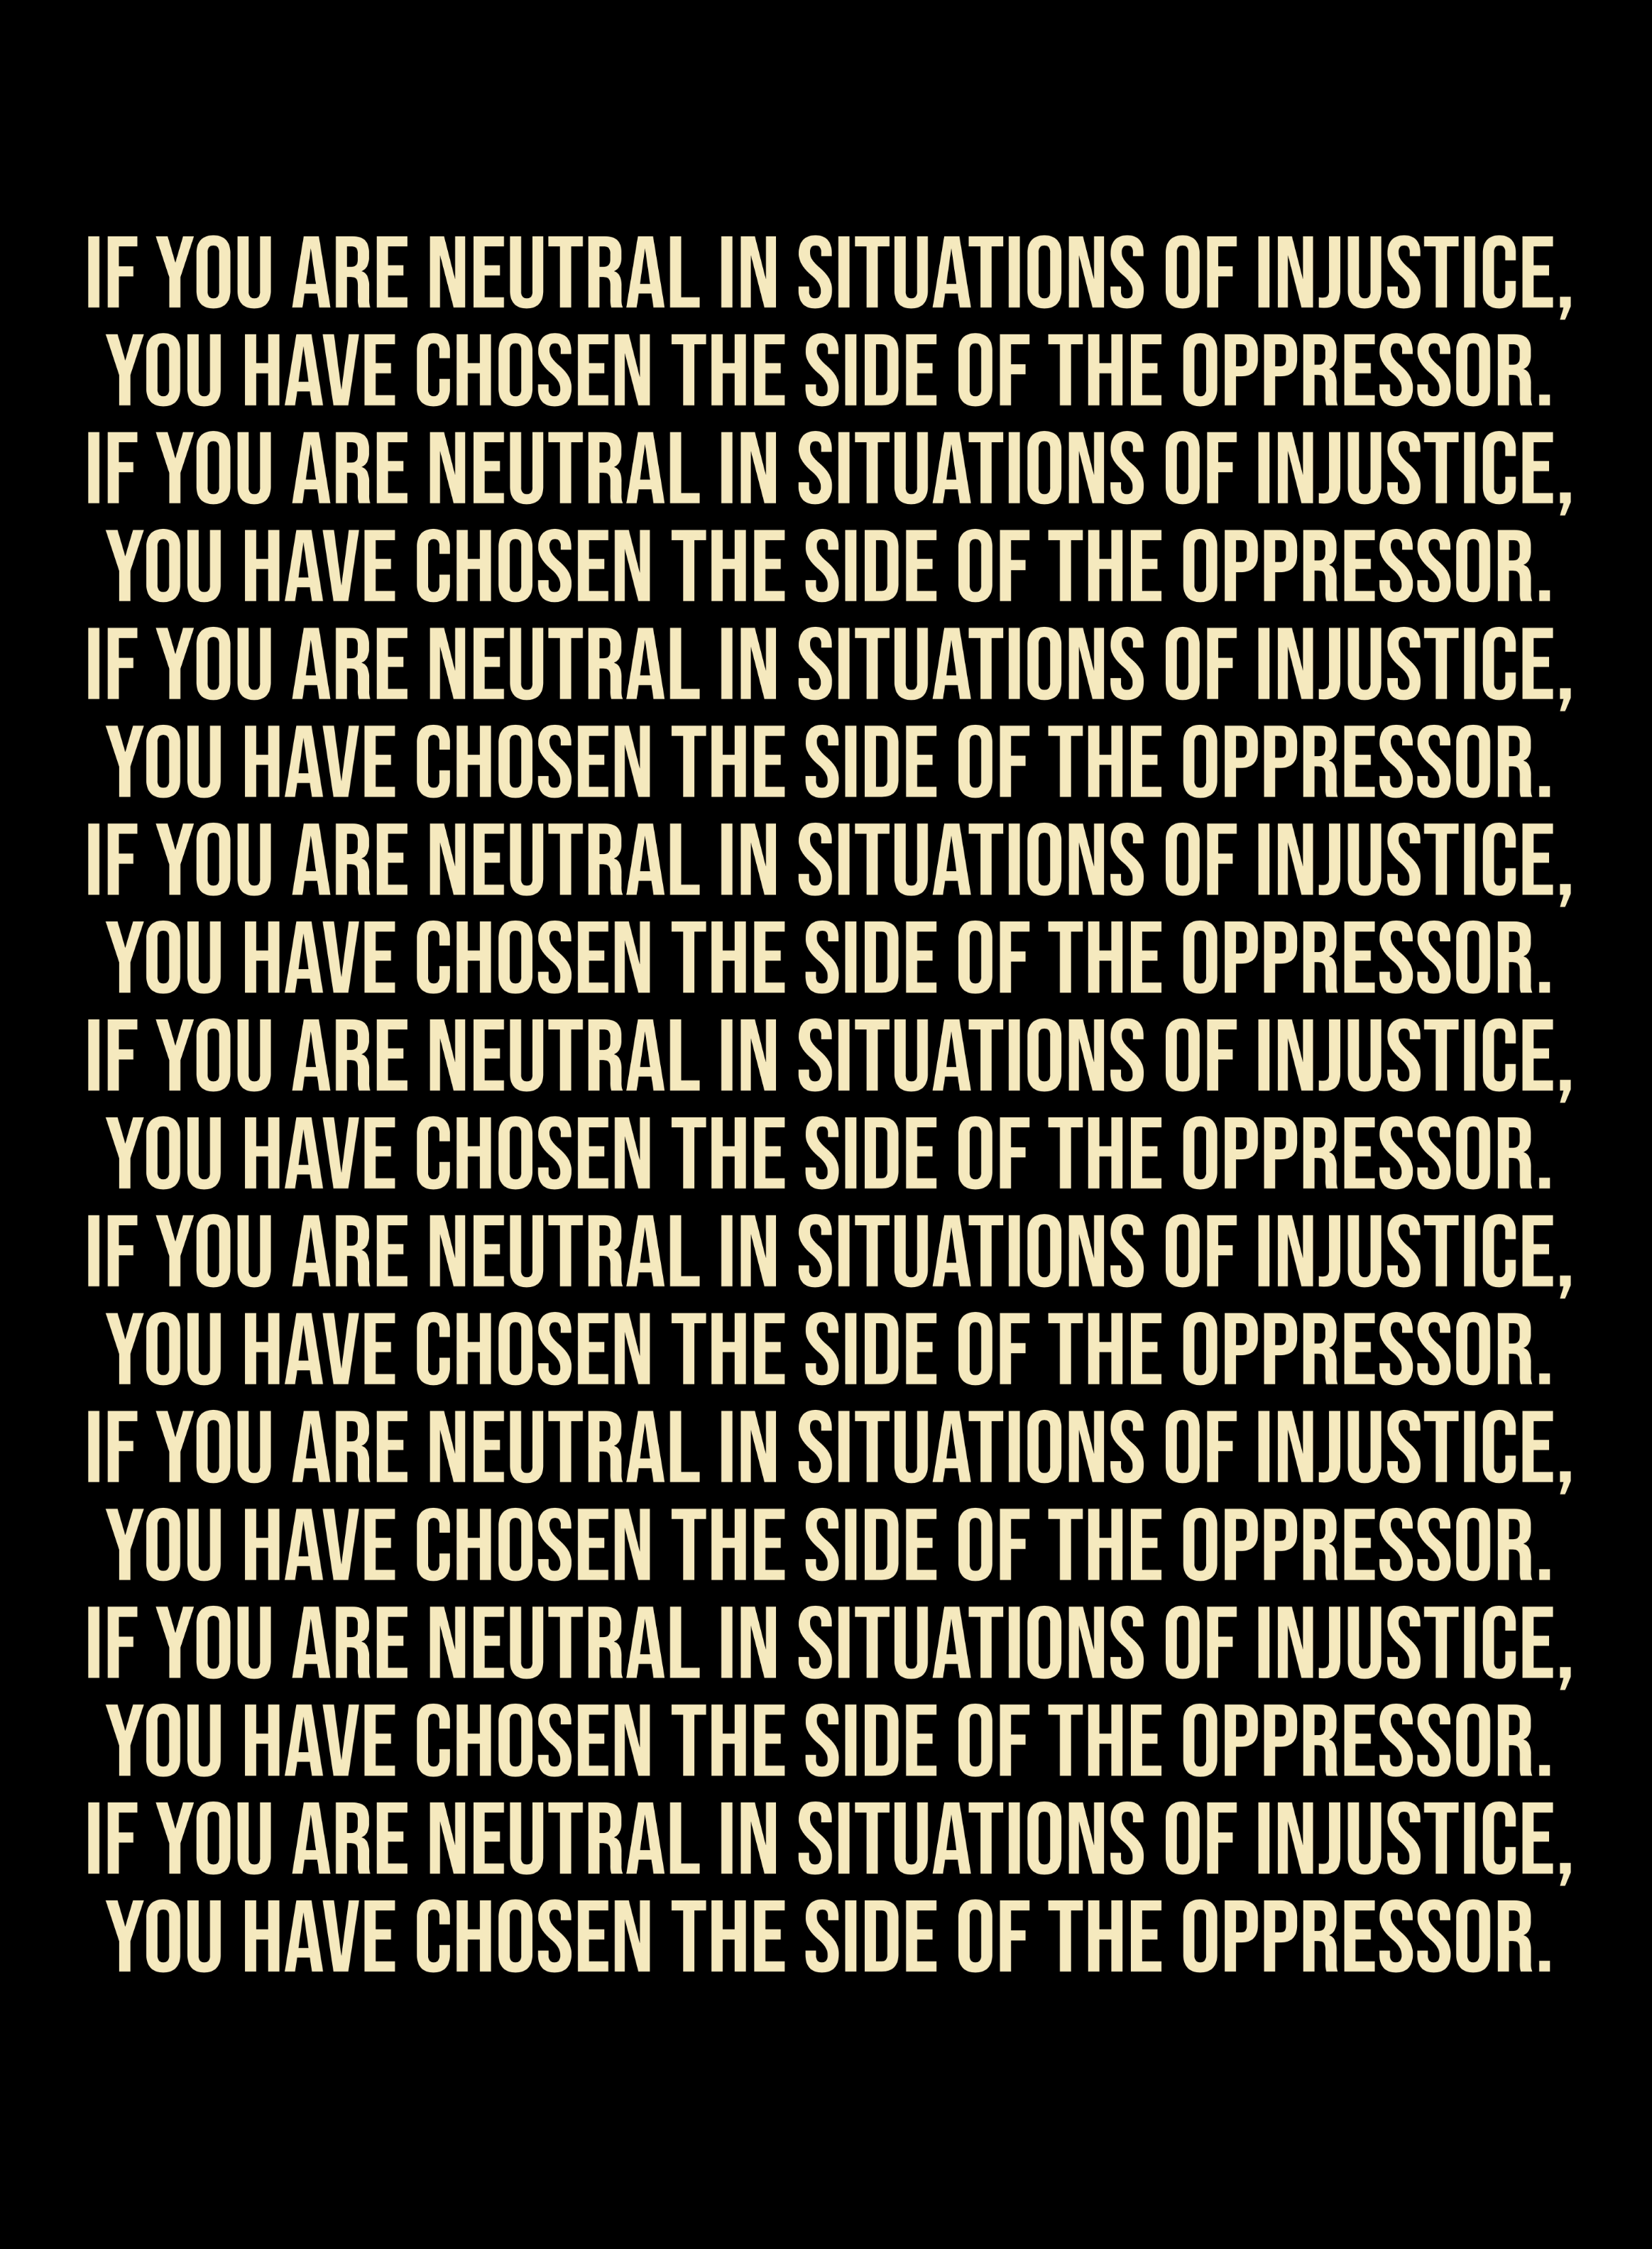 IF YOU ARE NEUTRAL IN SITUATIONS OF INJUSTICE,
YOU HAVE CHOSEN THE SIDE OF THE OPPRESSOR.
IF YOU ARE NEUTRAL IN SITUATIONS OF INJUSTICE,
YOU HAVE CHOSEN THE SIDE OF THE OPPRESSOR.
IF YOU ARE NEUTRAL IN SITUATIONS OF INJUSTICE,
YOU HAVE CHOSEN THE SIDE OF THE OPPRESSOR.
IF YOU ARE NEUTRAL IN SITUATIONS OF INJUSTICE,
YOU HAVE CHOSEN THE SIDE OF THE OPPRESSOR.
IF YOU ARE NEUTRAL IN SITUATIONS OF INJUSTICE,
YOU HAVE CHOSEN THE SIDE OF THE OPPRESSOR.
IF YOU ARE NEUTRAL IN SITUATIONS OF INJUSTICE,
YOU HAVE CHOSEN THE SIDE OF THE OPPRESSOR.
IF YOU ARE NEUTRAL IN SITUATIONS OF INJUSTICE,
YOU HAVE CHOSEN THE SIDE OF THE OPPRESSOR.
IF YOU ARE NEUTRAL IN SITUATIONS OF INJUSTICE,
YOU HAVE CHOSEN THE SIDE OF THE OPPRESSOR.
IF YOU ARE NEUTRAL IN SITUATIONS OF INJUSTICE,
YOU HAVE CHOSEN THE SIDE OF THE OPPRESSOR.